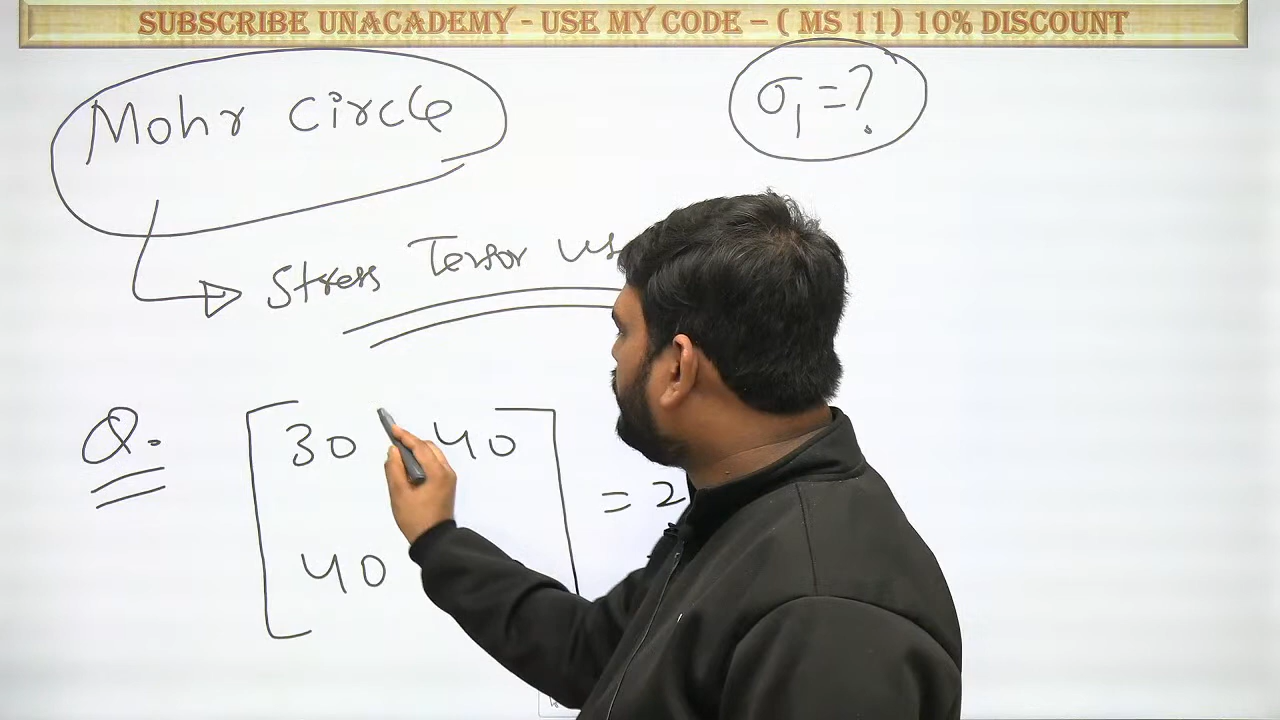 SUBSCRIBE UNACADEMY - USE MY CODE – ( MS 11) 10% DISCOUNT
Mohr Circle
σ₁ = ?
Stress Tensor
Q.
30 40
= 2
40